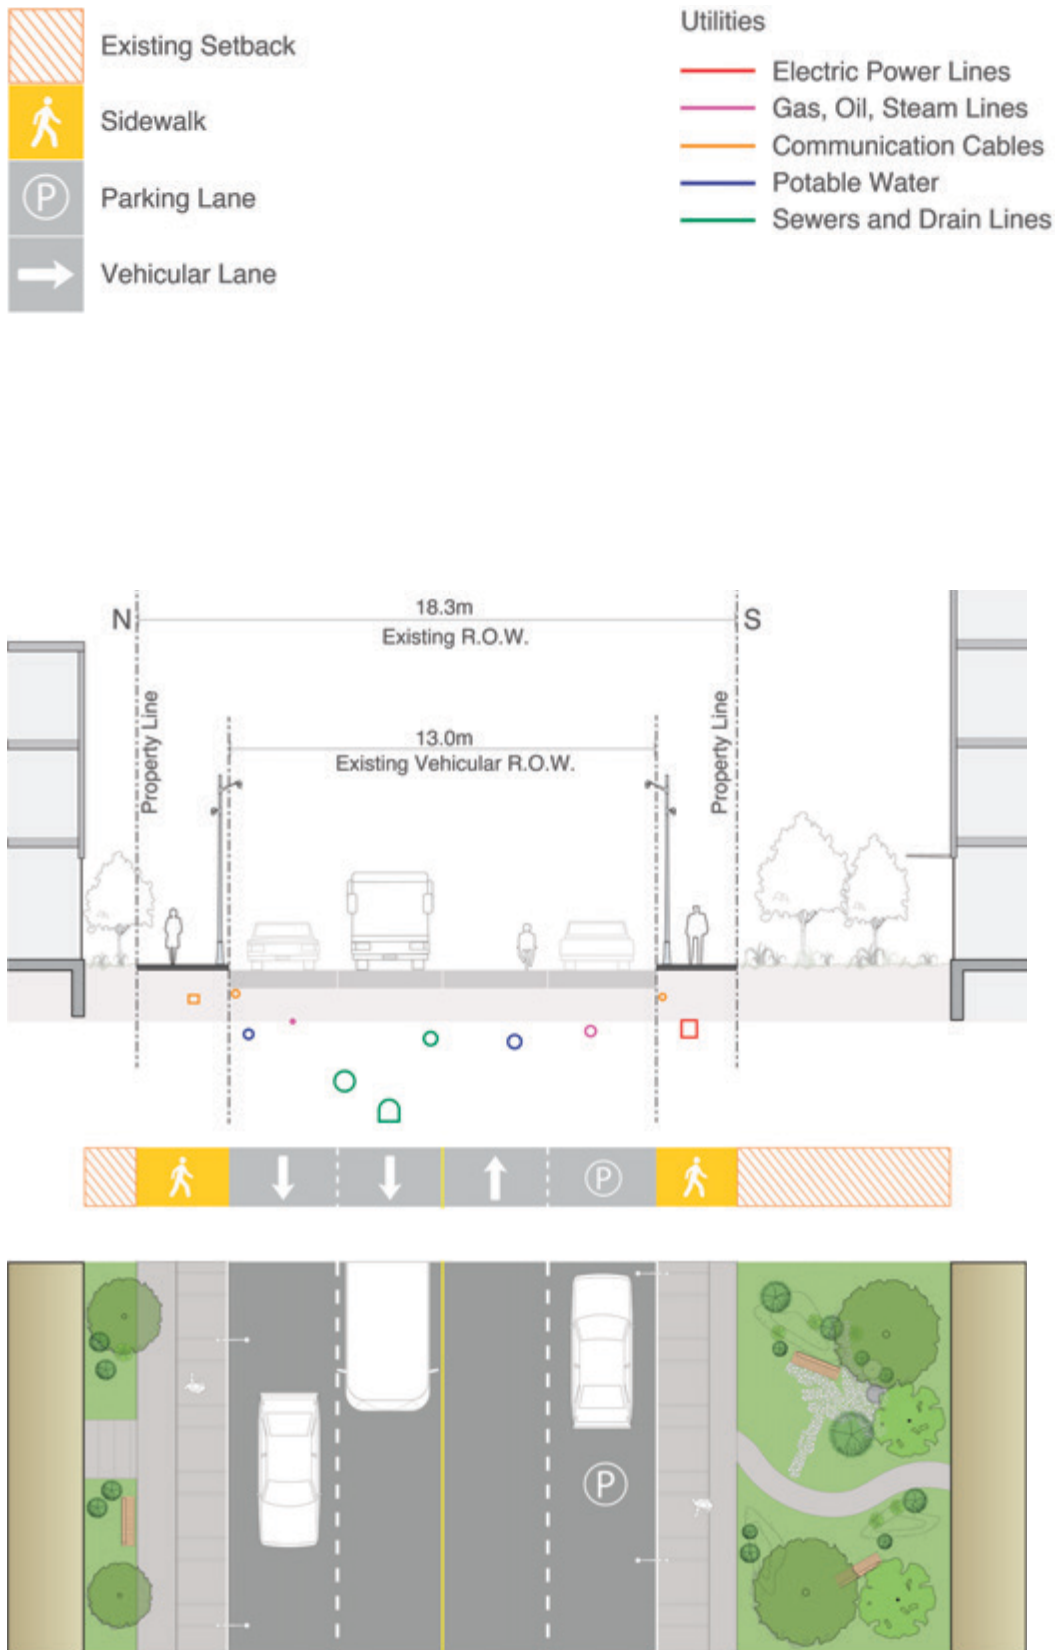 Existing Setback
Sidewalk
P
Parking Lane
Vehicular Lane
Utilities
Electric Power Lines
Gas, Oil, Steam Lines
Communication Cables
Potable Water
Sewers and Drain Lines
N
18.3m
S
Existing R.O.W.
Property Line
13.0m
Existing Vehicular R.O.W.
Property Line
P
P